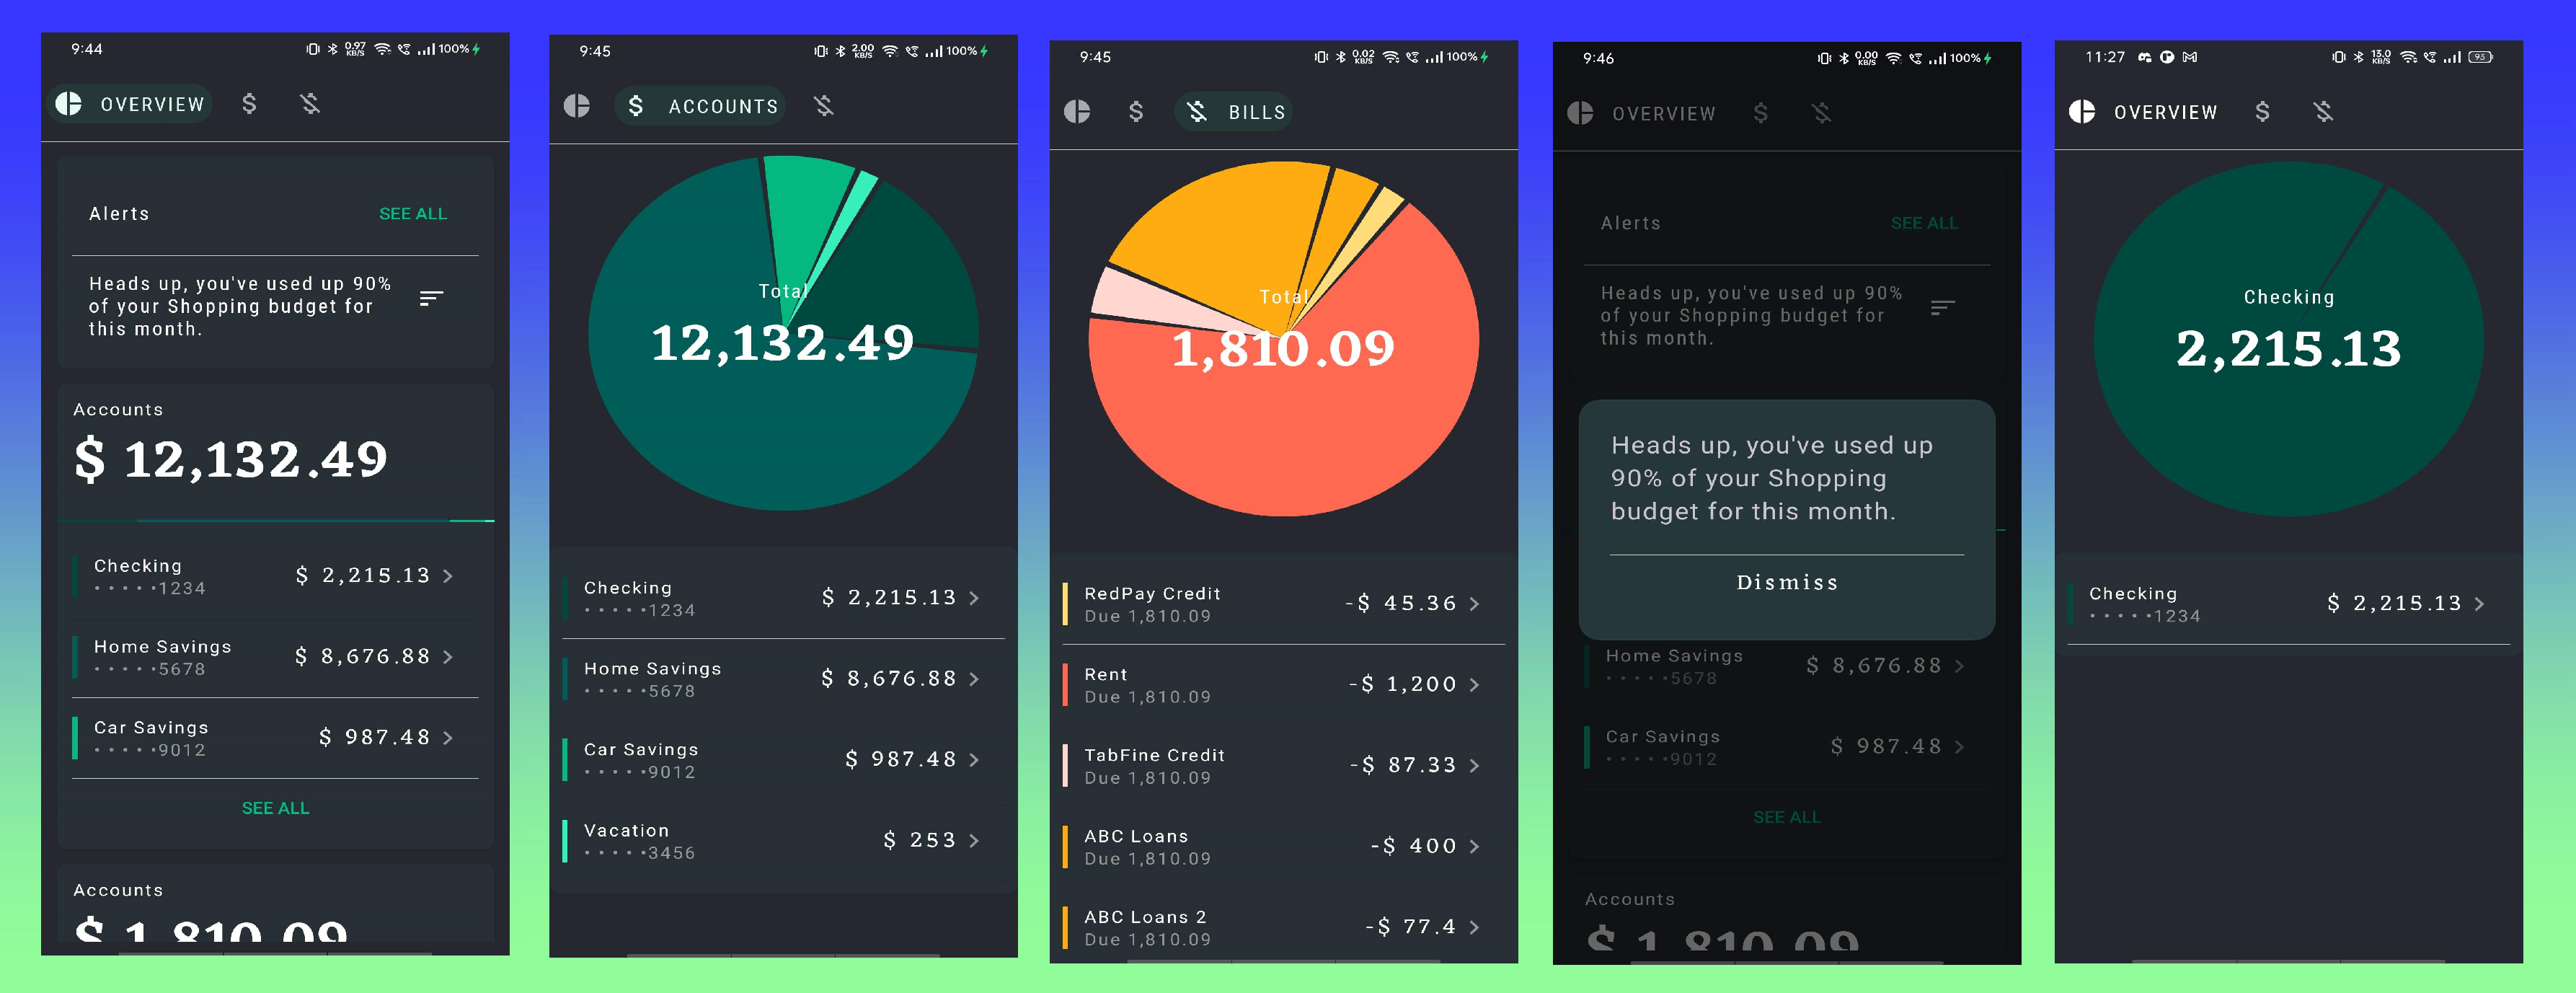 9:44
0.97
KB/S
100%
OVERVIEW
$
Alerts
SEE ALL
Heads up, you've used up 90%
of your Shopping budget for
this month.
Accounts
$ 12,132.49
Checking
$ 2,215.13
•••••1234
Home Savings
$ 8,676.88
•••••5678
Car Savings
$ 987.48
•••••9012
SEE ALL
Accounts
$ 1,810.09
9:45
2.00
KB/S
100%
$ ACCOUNTS
Total
12,132.49
Checking
$ 2,215.13
•••••1234
Home Savings
$ 8,676.88
•••••5678
Car Savings
$ 987.48
•••••9012
Vacation
$ 253
•••••3456
9:45
0.02
KB/S
100%
$
BILLS
Total
1,810.09
RedPay Credit
-$ 45.36
Due 1,810.09
Rent
-$ 1,200
Due 1,810.09
TabFine Credit
-$ 87.33
Due 1,810.09
ABC Loans
-$ 400
Due 1,810.09
ABC Loans 2
-$ 77.4
Due 1,810.09
9:46
0.00
KB/S
100%
OVERVIEW
$
Alerts
SEE ALL
Heads up, you've used up 90%
of your Shopping budget for
this month.
Heads up, you've used up
90% of your Shopping
budget for this month.
Dismiss
Home Savings
$ 8,676.88
•••••5678
Car Savings
$ 987.48
•••••9012
SEE ALL
Accounts
$ 1,810.09
11:27
13.0
KB/S
93
OVERVIEW
$
Checking
2,215.13
Checking
$ 2,215.13
•••••1234